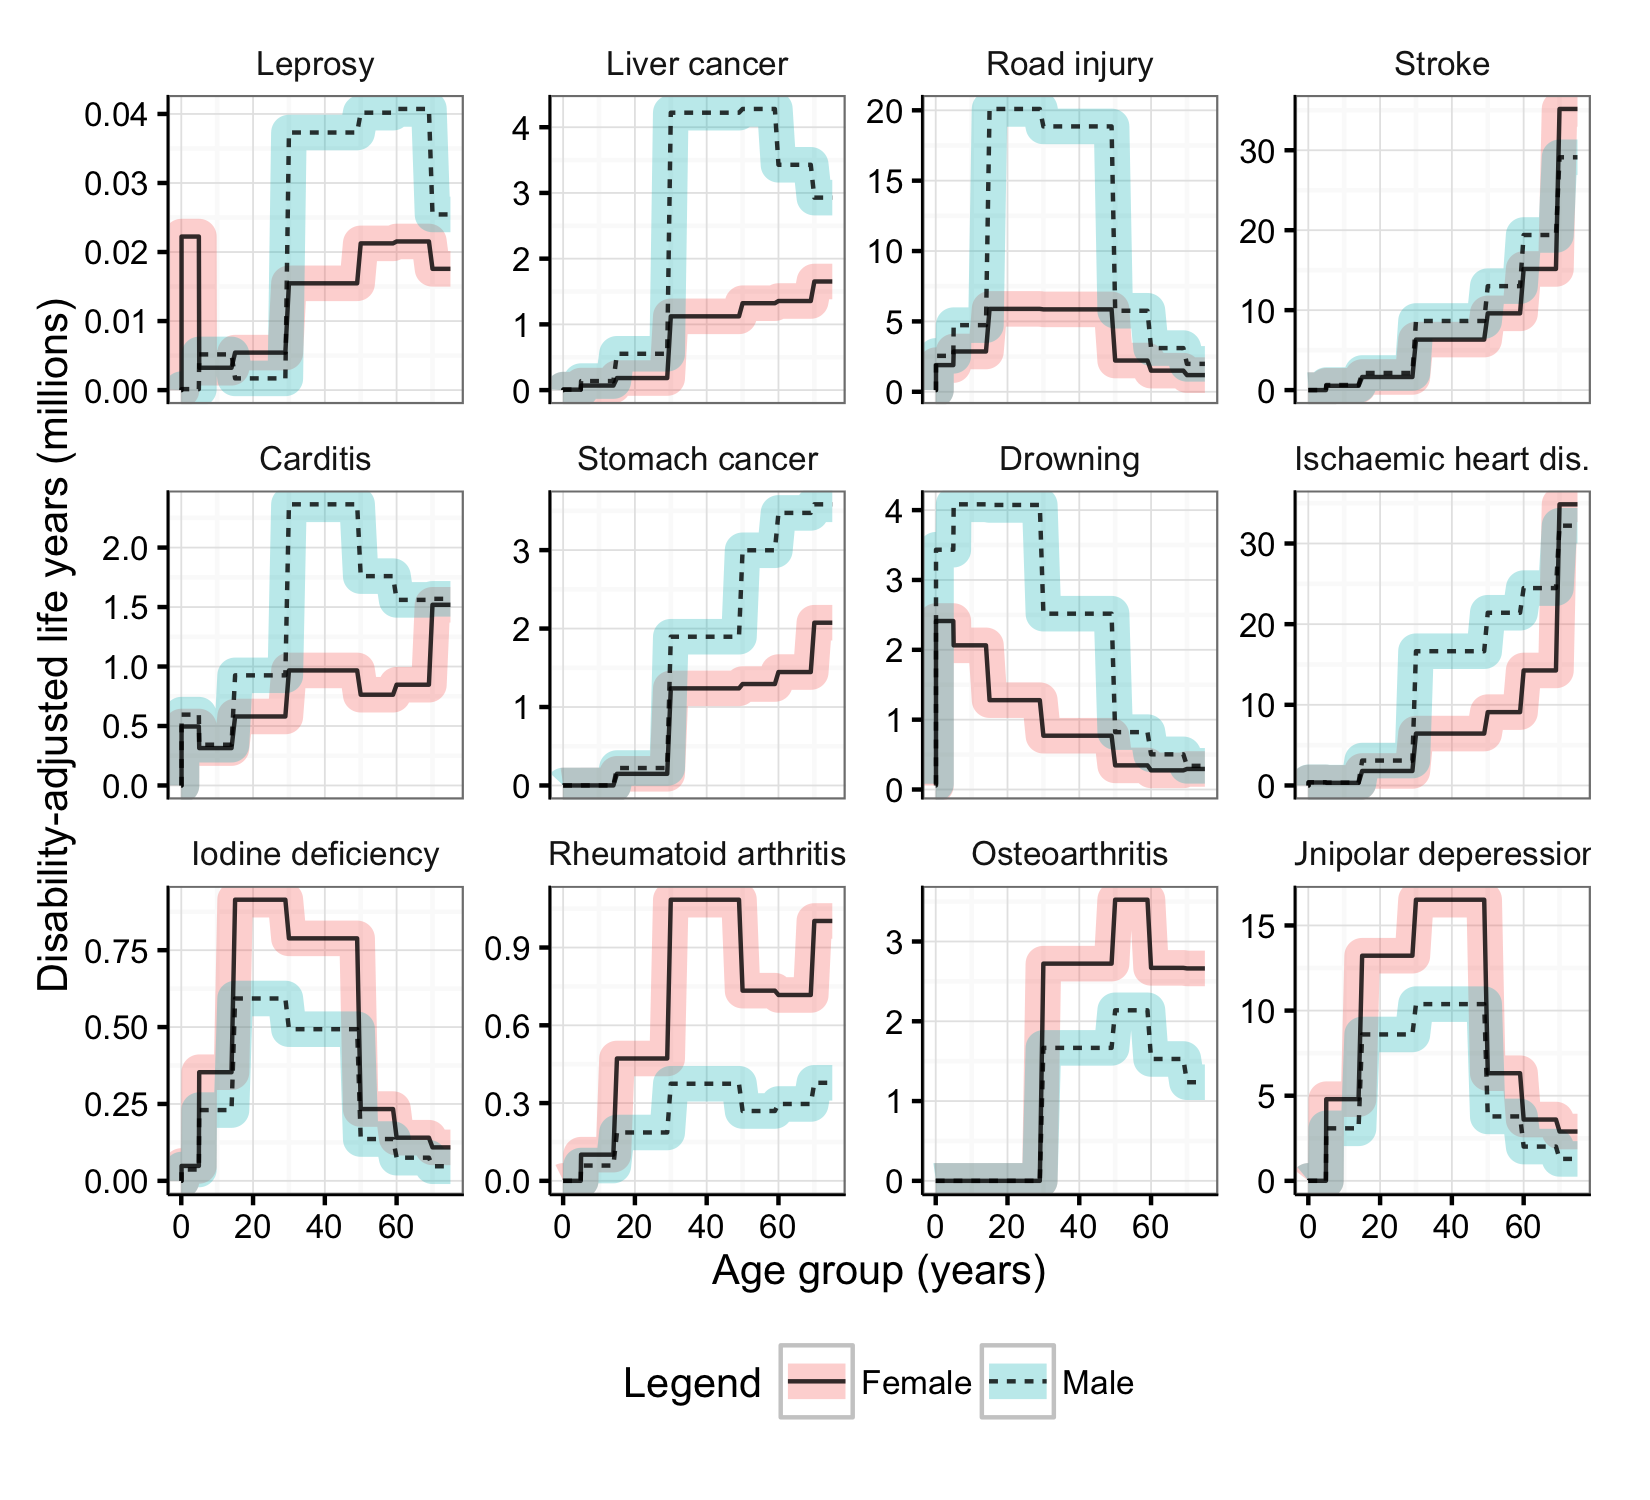 Leprosy
Liver cancer
Road injury
Stroke
0.04
0.03
0.02
0.01
0.00
4
3
2
1
0
20
15
10
5
0
30
20
10
0
Carditis
Stomach cancer
Drowning
Ischaemic heart dis.
2.0
1.5
1.0
0.5
0.0
3
2
1
0
4
3
2
1
0
30
20
10
0
Iodine deficiency
Rheumatoid arthritis
Osteoarthritis
Jnipolar deperession
0.75
0.50
0.25
0.00
0.9
0.6
0.3
0.0
3
2
1
0
15
10
5
0
0 20 40 60
0 20 40 60
0 20 40 60
0 20 40 60
Disability-adjusted life years (millions)
Age group (years)
Legend
Female
Male